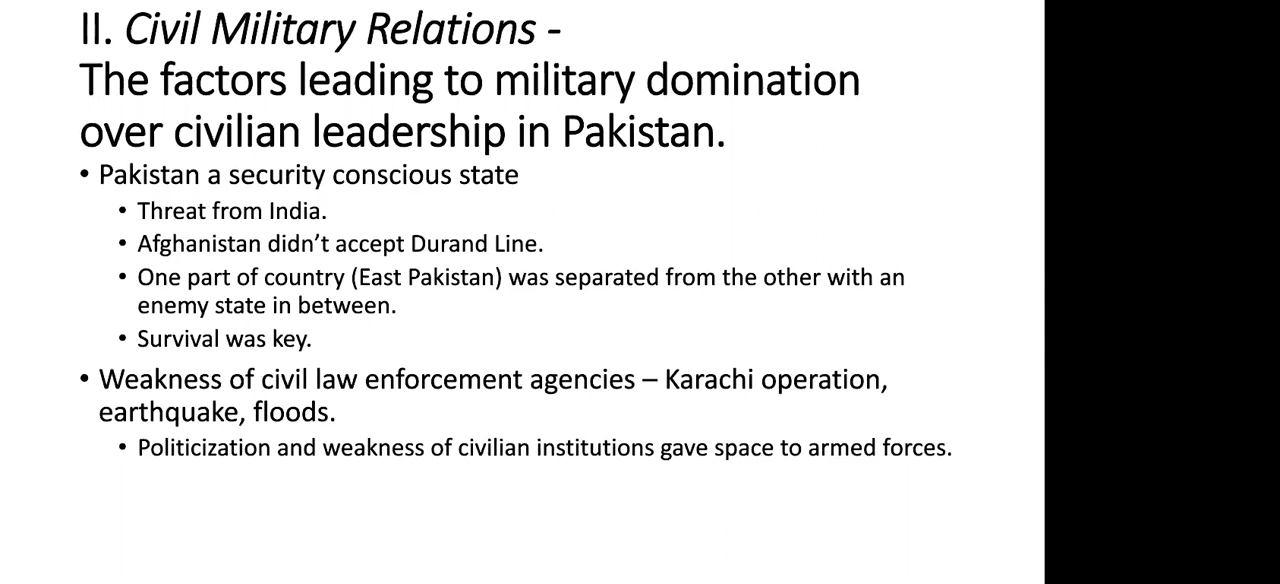 II. Civil Military Relations -
The factors leading to military domination
over civilian leadership in Pakistan.
• Pakistan a security conscious state
• Threat from India.
• Afghanistan didn’t accept Durand Line.
• One part of country (East Pakistan) was separated from the other with an
enemy state in between.
• Survival was key.
• Weakness of civil law enforcement agencies – Karachi operation,
earthquake, floods.
• Politicization and weakness of civilian institutions gave space to armed forces.